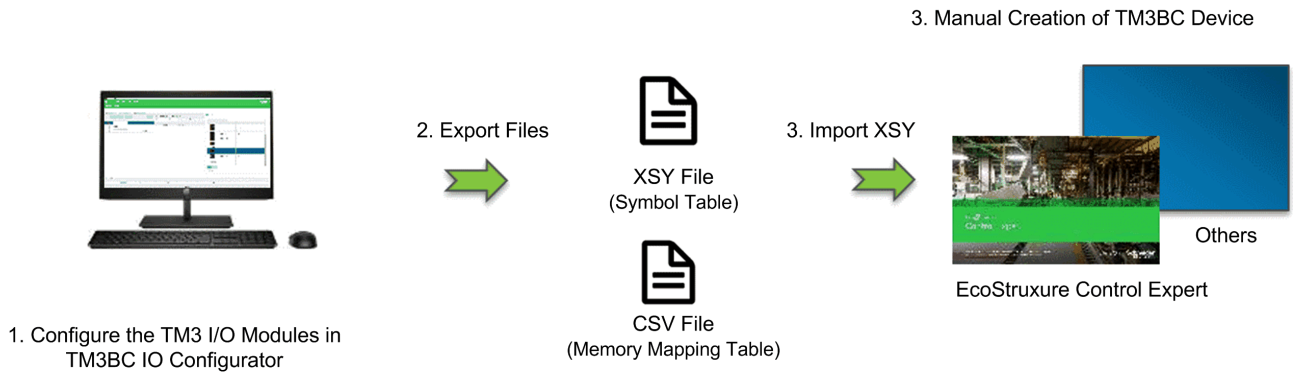 3. Manual Creation of TM3BC Device
2. Export Files
3. Import XSY
XSY File
(Symbol Table)
Others
EcoStruxure Control Expert
CSV File
(Memory Mapping Table)
1. Configure the TM3 I/O Modules in
TM3BC IO Configurator